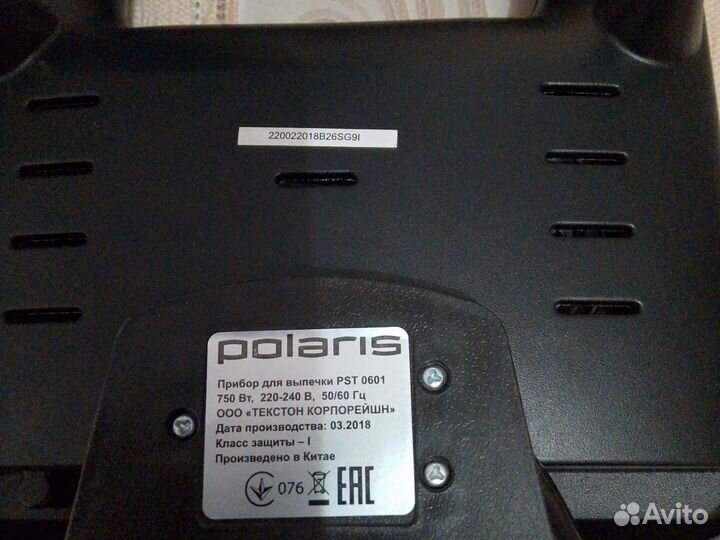 220022018B26SG9I
polaris
Прибор для выпечки PST 0601
750 Вт, 220-240 В, 50/60 Гц
ООО «ТЕКСТОН КОРПОРЕЙШН»
Дата производства: 03.2018
Класс защиты – I
Произведено в Китае
076 EAC
Avito